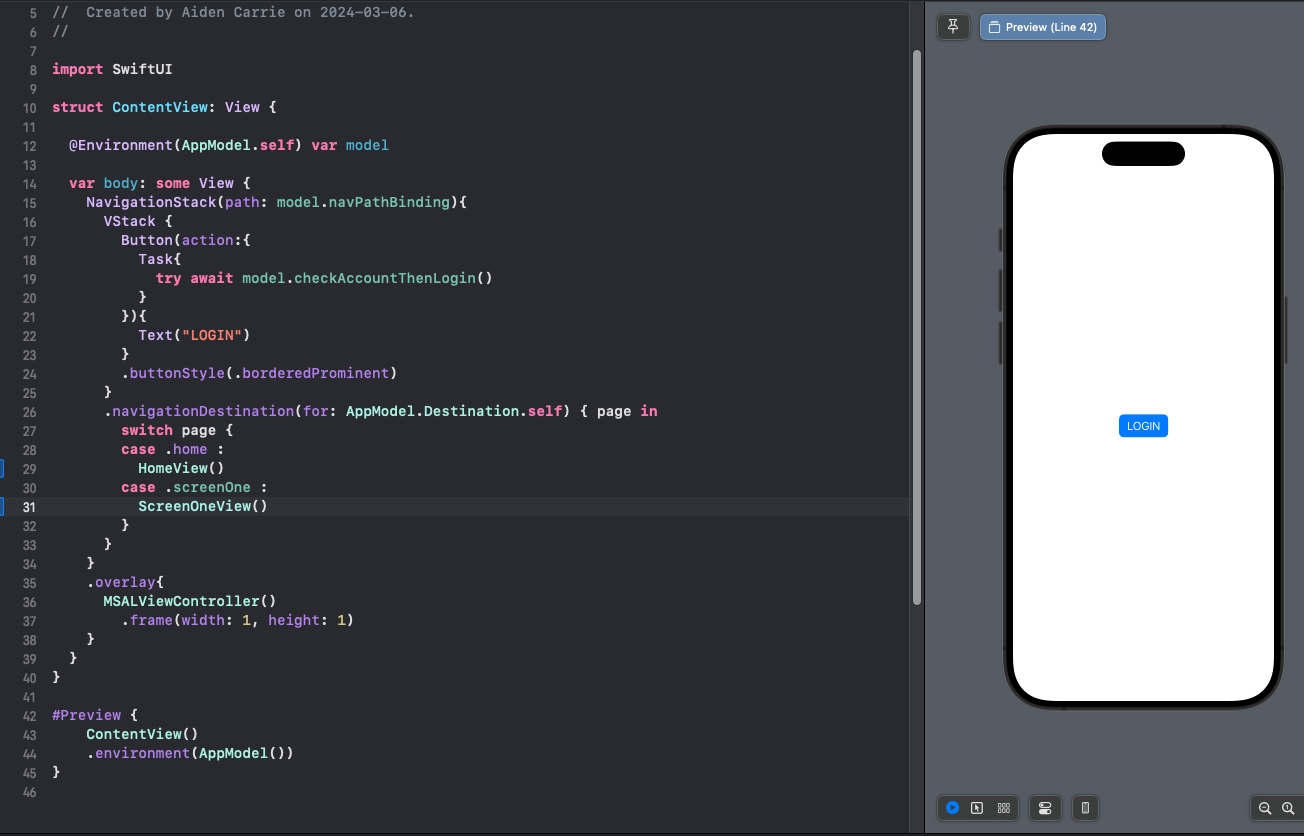 5 //  Created by Aiden Carrie on 2024-03-06.
6 //
7
8 import SwiftUI
9
10 struct ContentView: View {
11
12   @Environment(AppModel.self) var model
13
14   var body: some View {
15     NavigationStack(path: model.navPathBinding){
16       VStack {
17         Button(action:{
18           Task{
19             try await model.checkAccountThenLogin()
20           }
21         }){
22           Text("LOGIN")
23         }
24         .buttonStyle(.borderedProminent)
25       }
26       .navigationDestination(for: AppModel.Destination.self) { page in
27         switch page {
28         case .home :
29           HomeView()
30         case .screenOne :
31           ScreenOneView()
32         }
33       }
34     }
35     .overlay{
36       MSALViewController()
37         .frame(width: 1, height: 1)
38     }
39   }
40 }
41
42 #Preview {
43     ContentView()
44     .environment(AppModel())
45 }
46
Preview (Line 42)
LOGIN